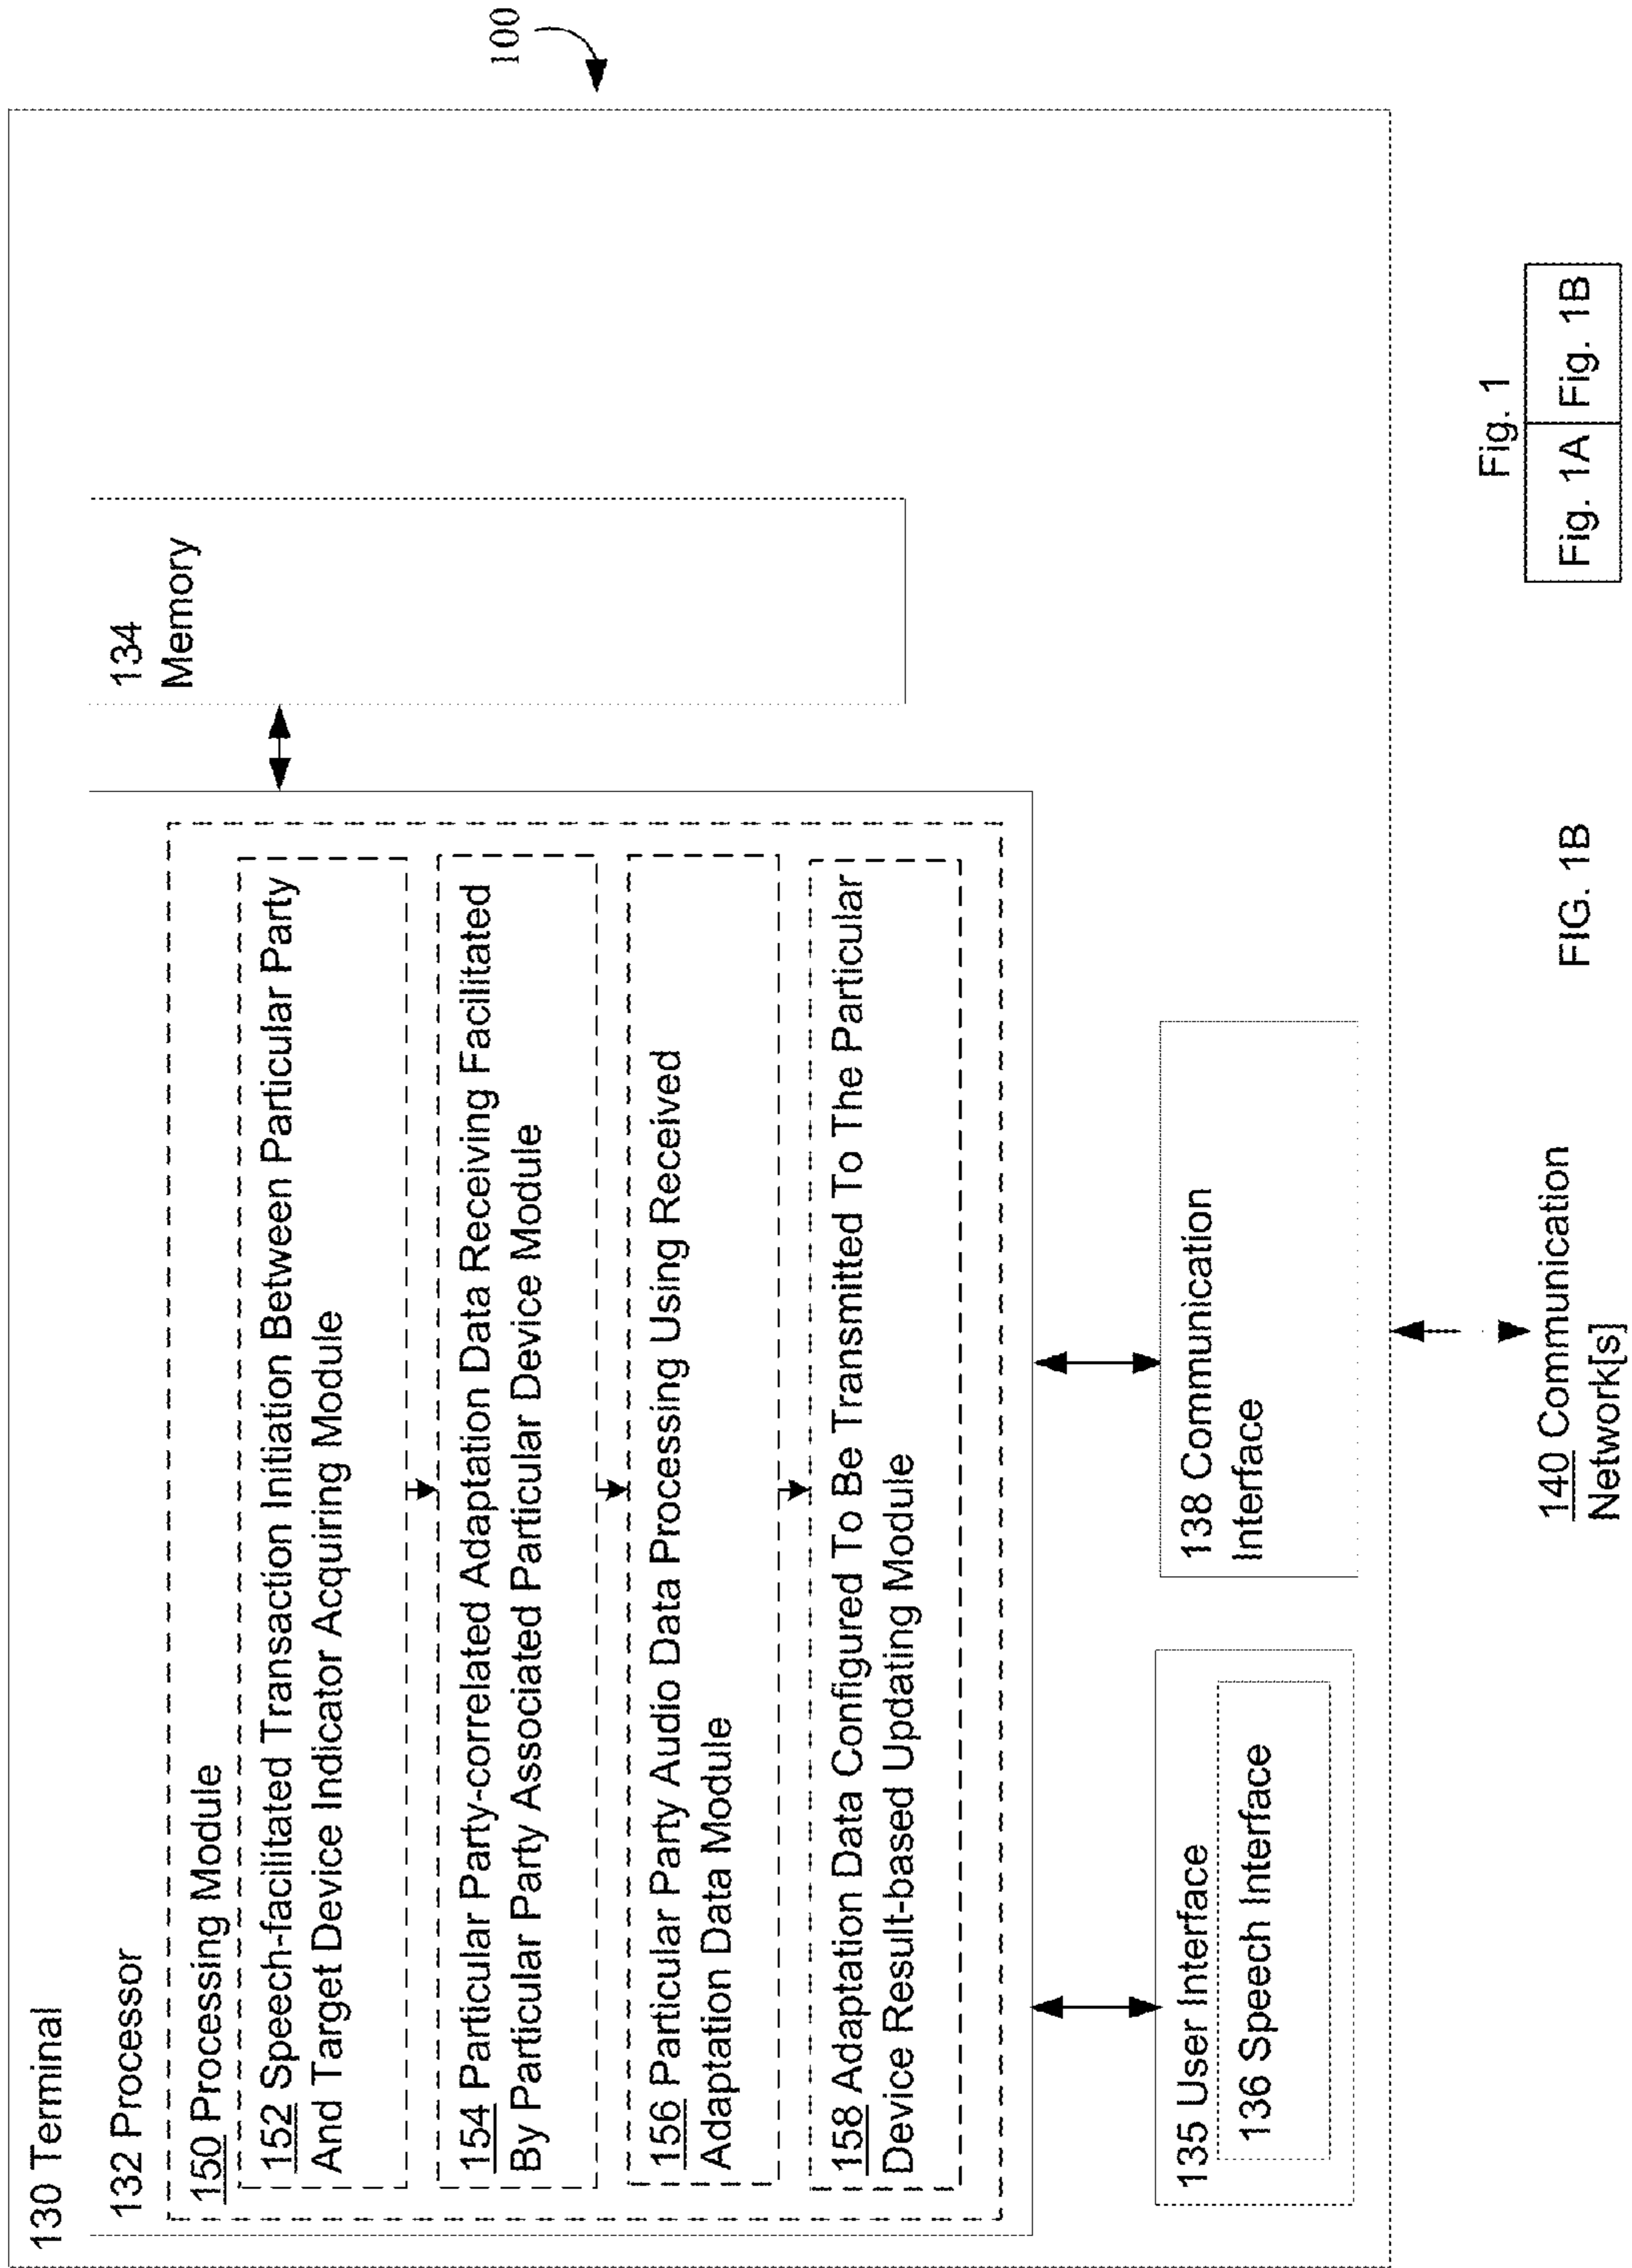 100
130 Terminal
132 Processor
134
Memory
150 Processing Module
152 Speech-facilitated Transaction Initiation Between Particular Party
And Target Device Indicator Acquiring Module
154 Particular Party-correlated Adaptation Data Receiving Facilitated
By Particular Party Associated Particular Device Module
156 Particular Party Audio Data Processing Using Received
Adaptation Data Module
158 Adaptation Data Configured To Be Transmitted To The Particular
Device Result-based Updating Module
135 User Interface
136 Speech Interface
138 Communication
Interface
140 Communication
Network[s]
FIG. 1B
Fig. 1
Fig. 1A
Fig. 1B